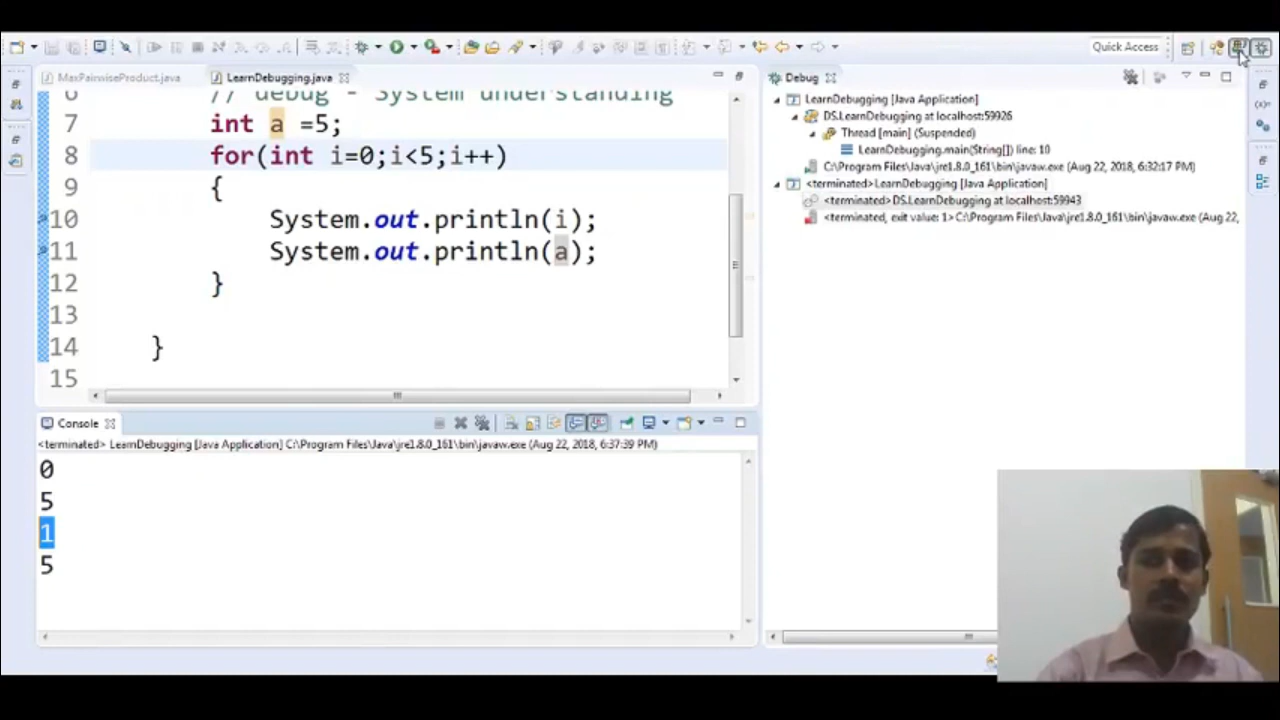 Quick Access
MaxPairwiseProduct.java
LearnDebugging.java
6 // debug - System understanding
7 int a =5;
8 for(int i=0;i<5;i++)
9 {
10 System.out.println(i);
11 System.out.println(a);
12 }
13
14 }
15
Debug
LearnDebugging [Java Application]
DS.LearnDebugging at localhost:59926
Thread [main] (Suspended)
LearnDebugging.main(String[]) line: 10
C:\Program Files\Java\jre1.8.0_161\bin\javaw.exe (Aug 22, 2018, 6:32:17 PM)
<terminated>LearnDebugging [Java Application]
<terminated> DS.LearnDebugging at localhost:59943
<terminated, exit value: 1> C:\Program Files\Java\jre1.8.0_161\bin\javaw.exe (Aug 22,
Console
<terminated> LearnDebugging [Java Application] C:\Program Files\Java\jre1.8.0_161\bin\javaw.exe (Aug 22, 2018, 6:37:39 PM)
0
5
1
5